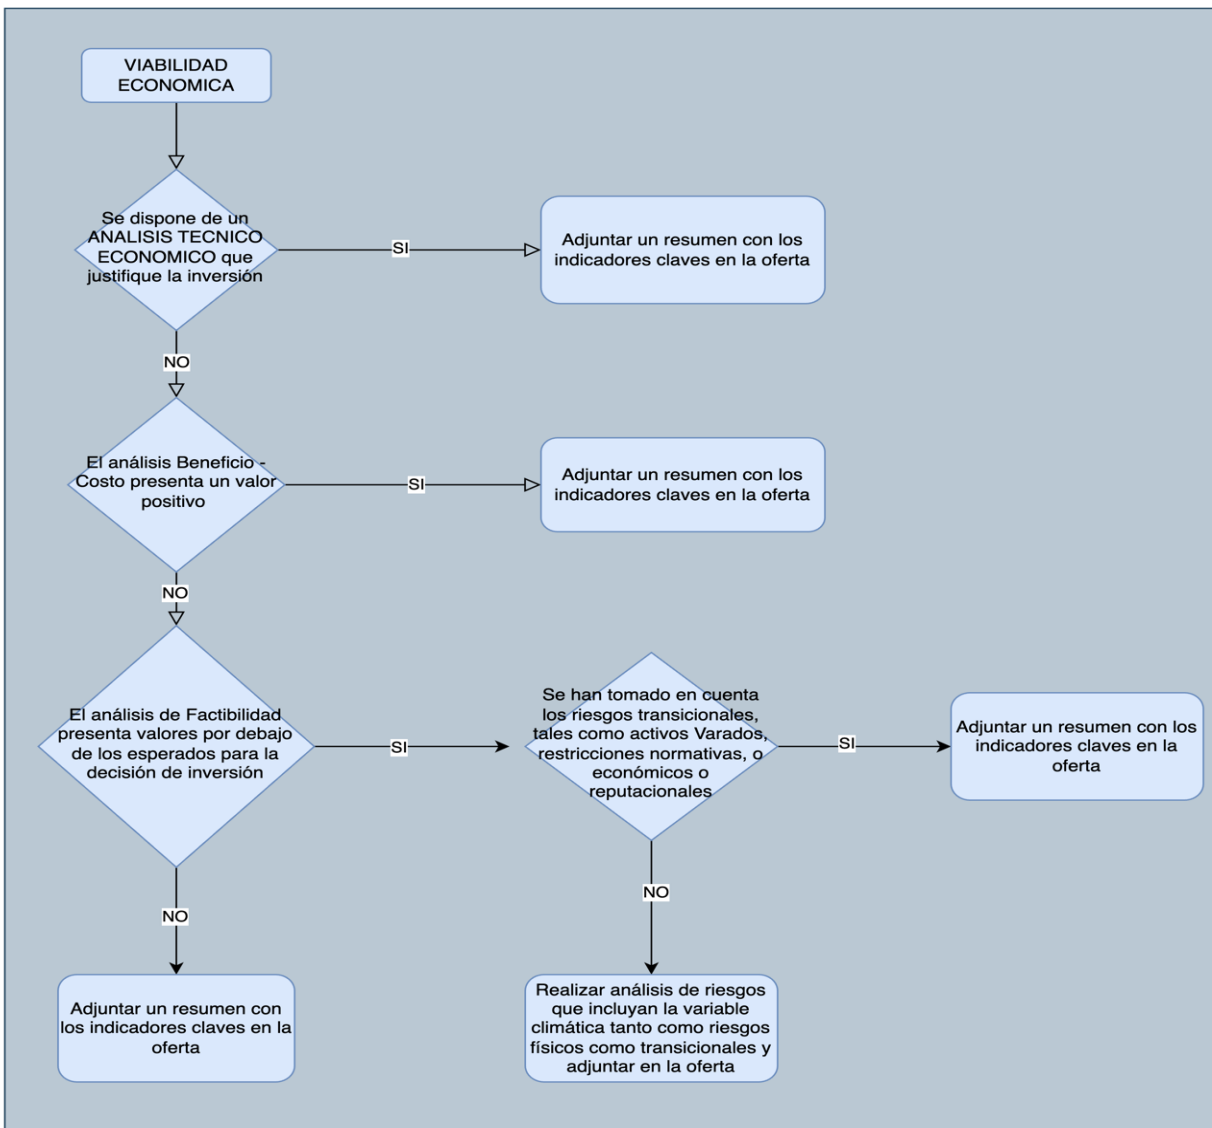 VIABILIDAD
ECONOMICA
Se dispone de un
ANALISIS TECNICO
ECONOMICO que
justifique la inversión
SI
Adjuntar un resumen con los
indicadores claves en la oferta
NO
El análisis Beneficio -
Costo presenta un valor
positivo
SI
Adjuntar un resumen con los
indicadores claves en la oferta
NO
El análisis de Factibilidad
presenta valores por debajo
de los esperados para la
decisión de inversión
SI
Se han tomado en cuenta
los riesgos transicionales,
tales como activos Varados,
restricciones normativas, o
económicos o
reputacionales
SI
Adjuntar un resumen con los
indicadores claves en la
oferta
NO
Adjuntar un resumen con
los indicadores claves en la
oferta
NO
Realizar análisis de riesgos
que incluyan la variable
climática tanto como riesgos
físicos como transicionales y
adjuntar en la oferta